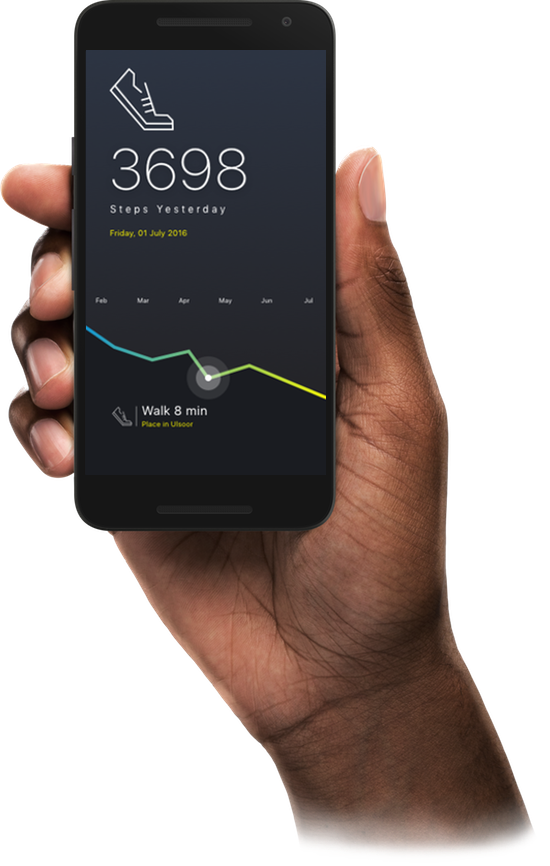 3698
Steps Yesterday
Friday, 01 July 2016
Feb Mar Apr May Jun Jul
Walk 8 min
Place in Ulsoor